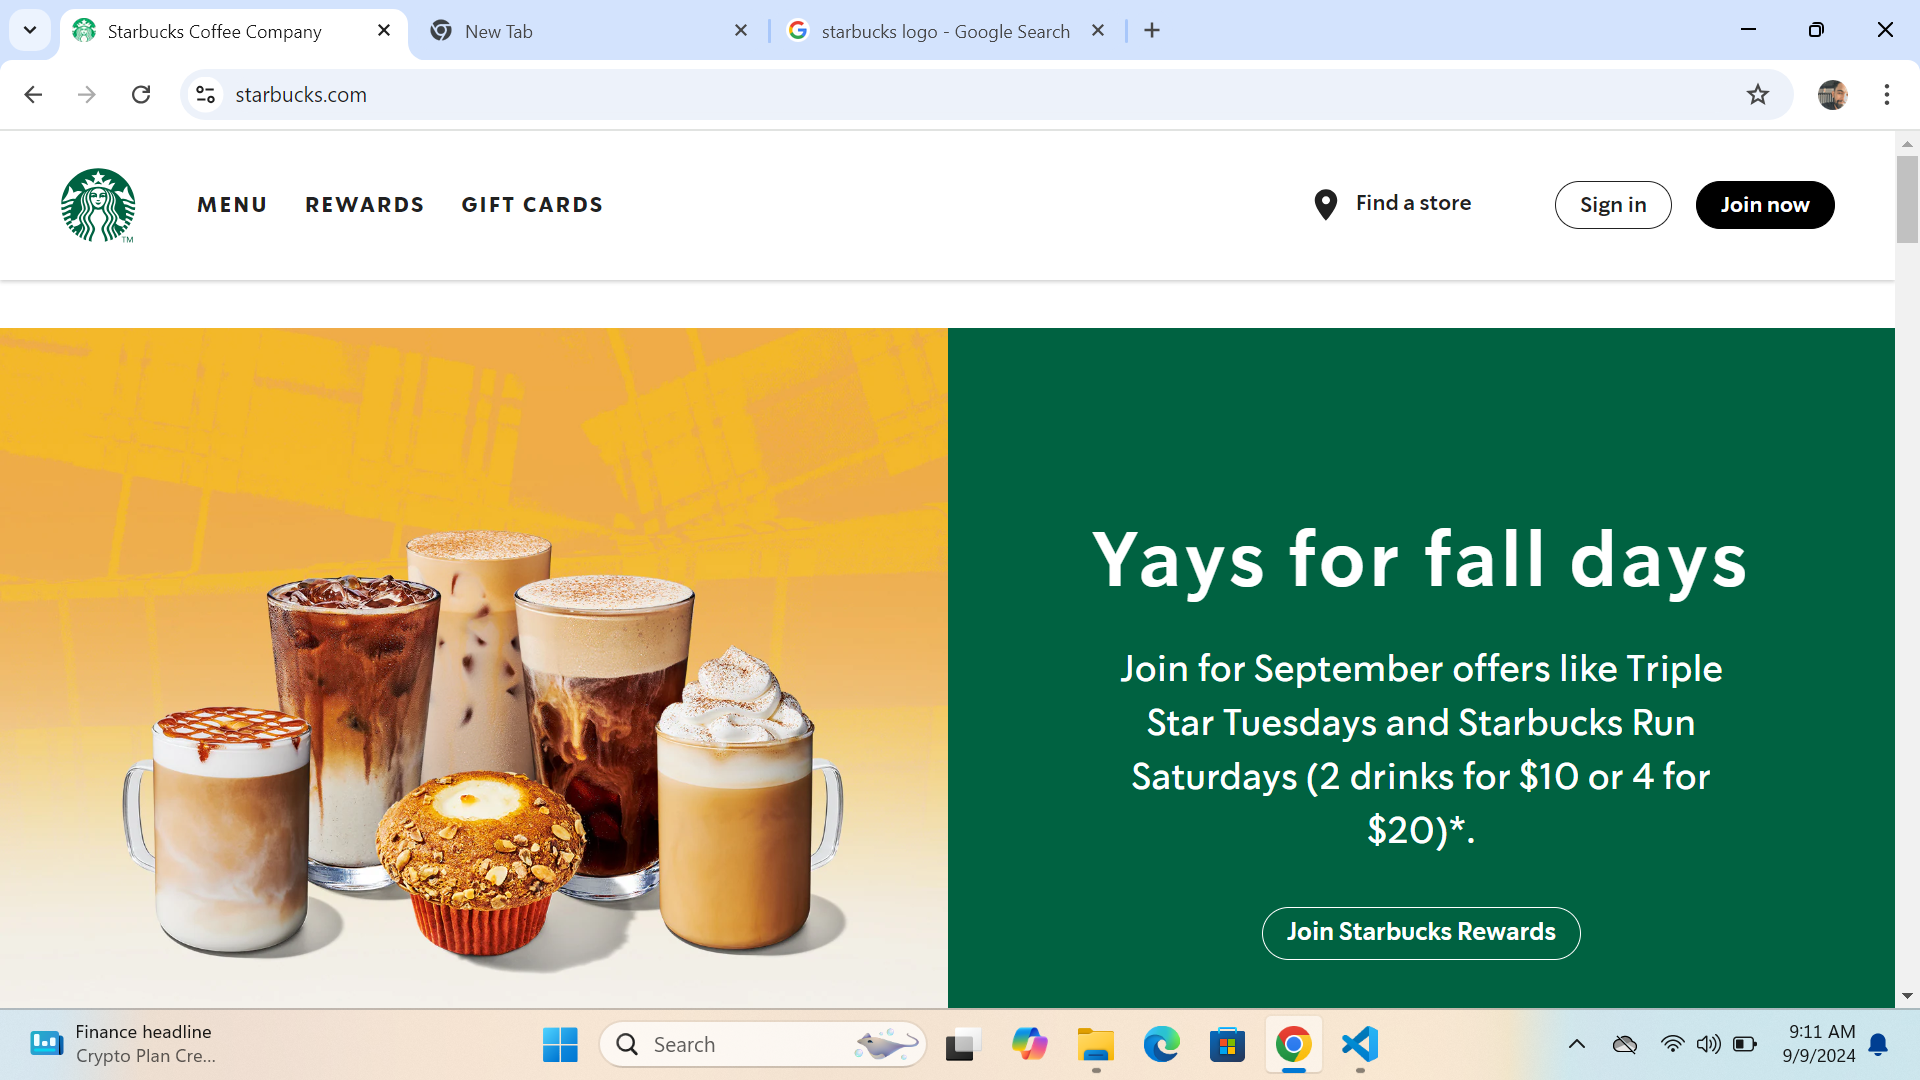 Starbucks Coffee Company
New Tab
starbucks logo - Google Search
starbucks.com
TM
MENU
REWARDS
GIFT CARDS
Find a store
Sign in
Join now
Yays for fall days
Join for September offers like Triple
Star Tuesdays and Starbucks Run
Saturdays (2 drinks for $10 or 4 for
$20)*.
Join Starbucks Rewards
Finance headline
Crypto Plan Cre...
Search
9:11 AM
9/9/2024